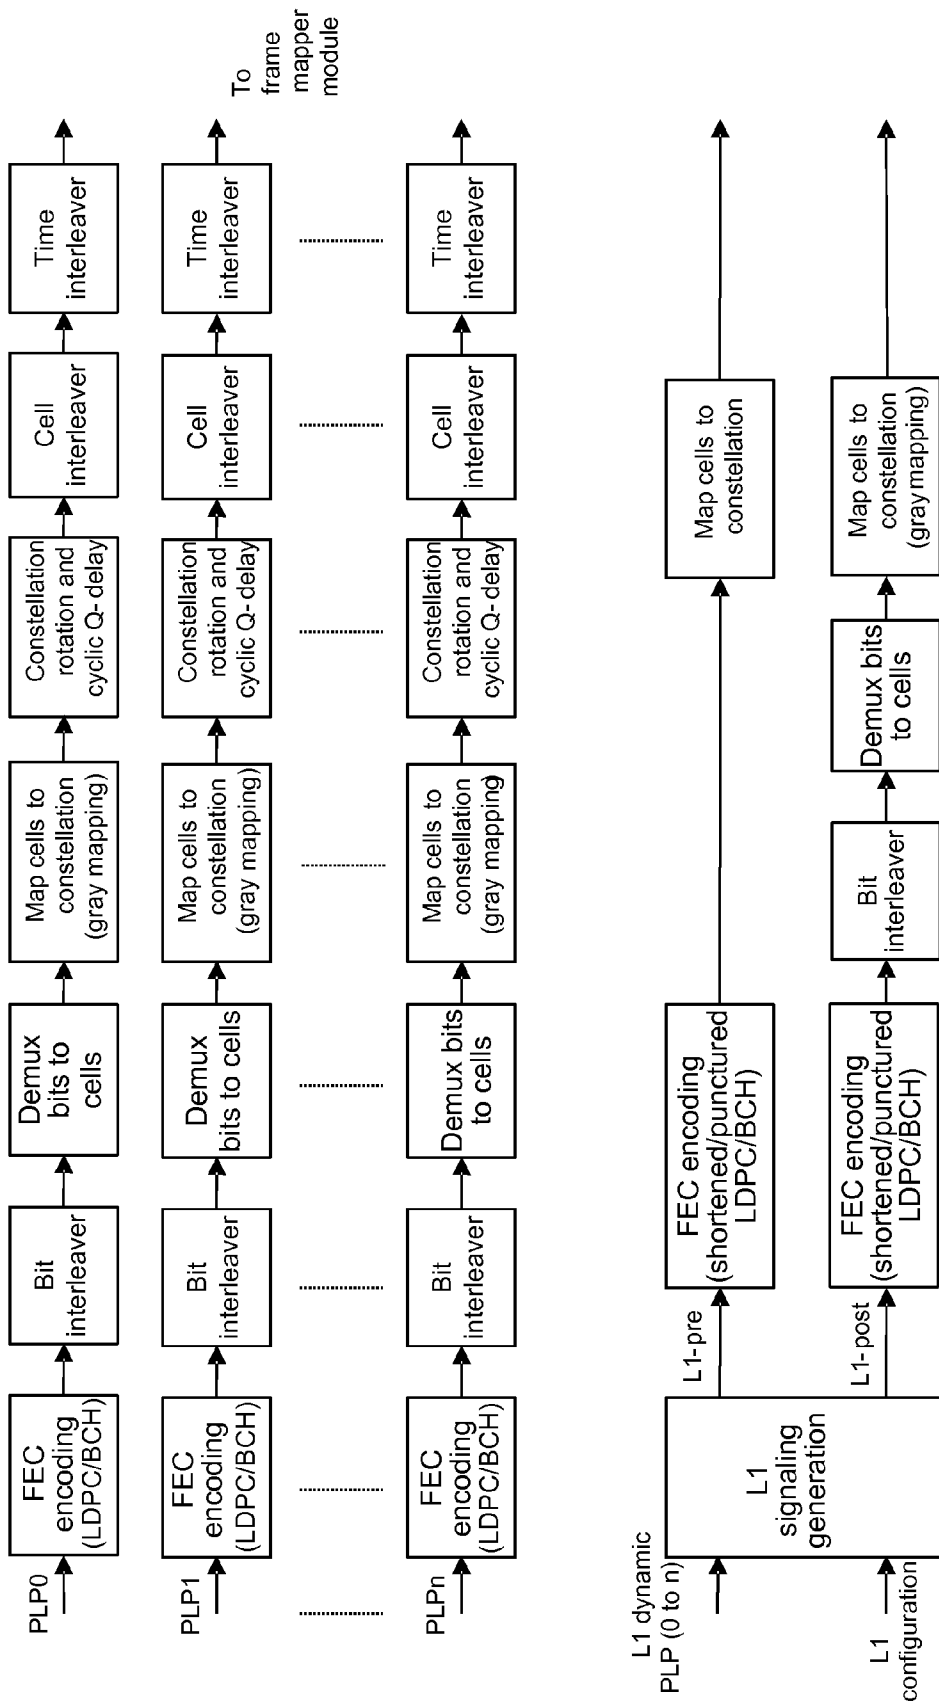 PLP0
FEC
encoding
(LDPC/BCH)
Bit
interleaver
Demux
bits to
cells
Map cells to
constellation
(gray mapping)
Constellation
rotation and
cyclic Q- delay
Cell
interleaver
Time
interleaver
PLP1
FEC
encoding
(LDPC/BCH)
Bit
interleaver
Demux
bits to cells
Map cells to
constellation
(gray mapping)
Constellation
rotation and
cyclic Q- delay
Cell
interleaver
Time
interleaver
To
frame
mapper
module
PLPn
FEC
encoding
(LDPC/BCH)
Bit
interleaver
Demux bits
to cells
Map cells to
constellation
(gray mapping)
Constellation
rotation and
cyclic Q- delay
Cell
interleaver
Time
interleaver
L1 dynamic
PLP (0 to n)
L1
configuration
L1
signaling
generation
L1-pre
FEC encoding
(shortened/punctured
LDPC/BCH)
Map cells to
constellation
L1-post
FEC encoding
(shortened/punctured
LDPC/BCH)
Bit
interleaver
Demux bits
to cells
Map cells to
constellation
(gray mapping)